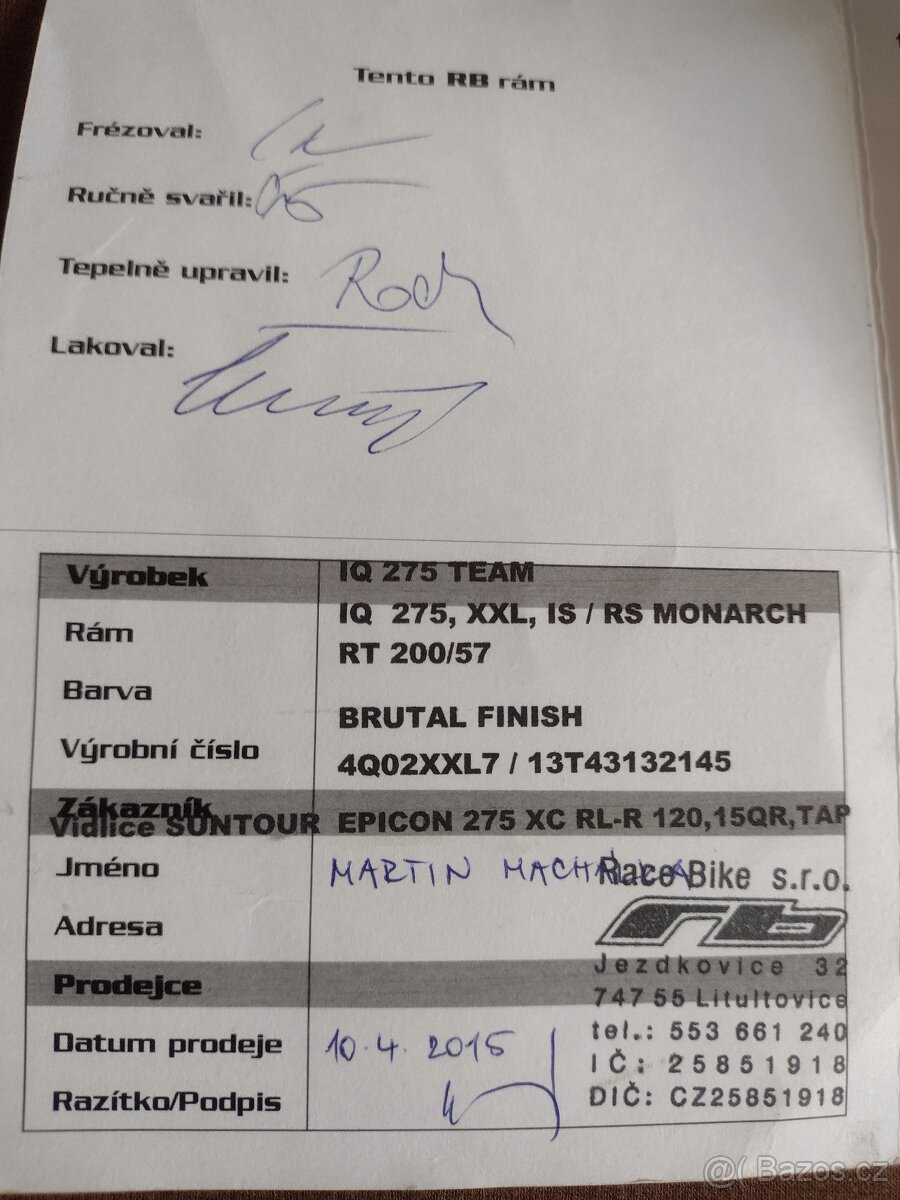 Tento RB rám
Frézoval:
Ručně svařil:
Tepelně upravil:
Lakoval:
Výrobek IQ 275 TEAM
Rám IQ 275, XXL, IS / RS MONARCH
RT 200/57
Barva BRUTAL FINISH
Výrobní číslo 4Q02XXL7 / 13T43132145
Zákazník
Vidlice SUNTOUR EPICON 275 XC RL-R 120,15QR,TAP
Jméno MARTIN Race Bike s.r.o.
rb
Adresa
Jezdkovice 32
Prodejce
747 55 Litultovice
Datum prodeje 10.4. 2015 tel.: 553 661 240
IČ: 25851918
Razítko/Podpis DIČ: CZ25851918
@( Bazos.cz